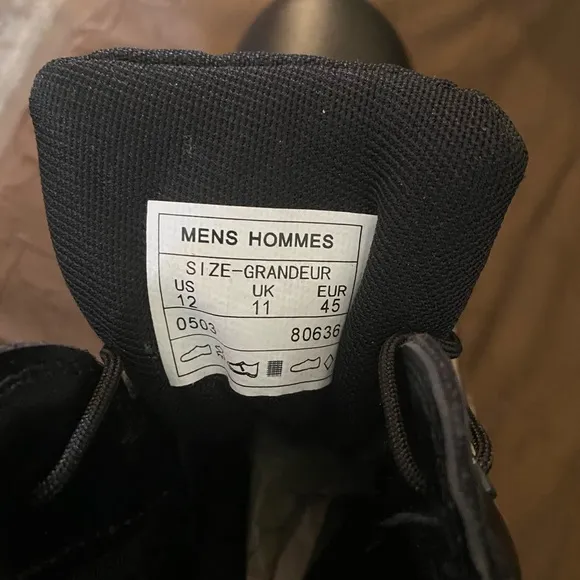 MENS HOMMES
SIZE-GRANDEUR
US UK EUR
12 11 45
0503 80636